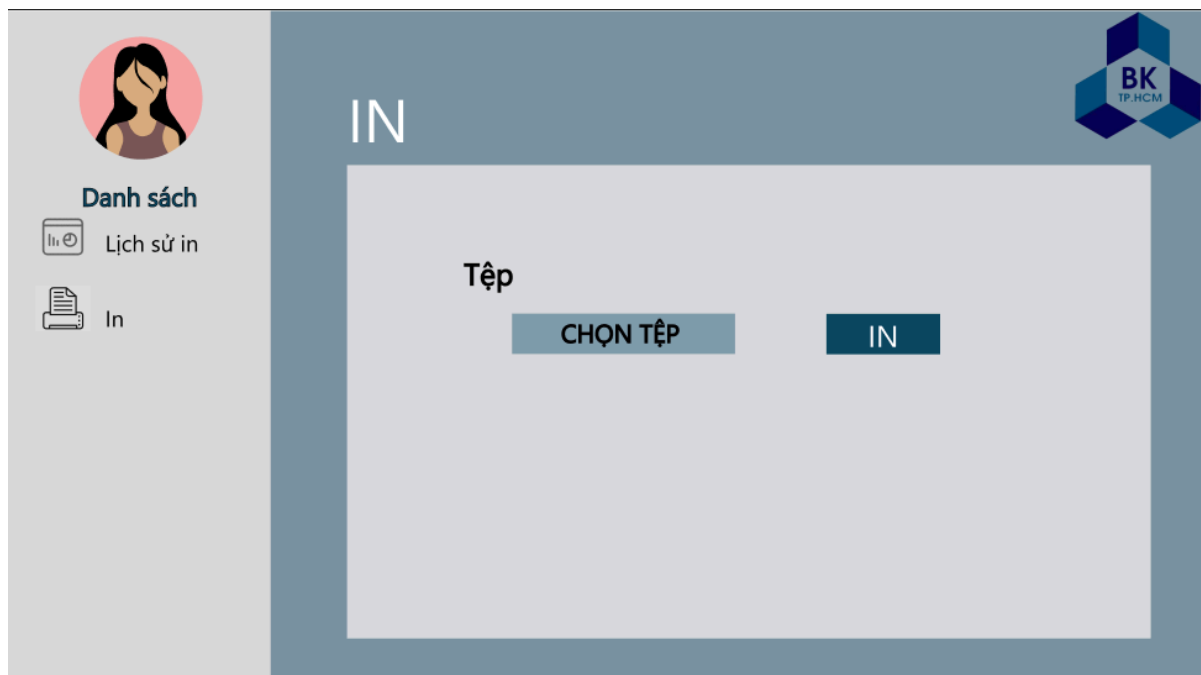 Danh sách
Lịch sử in
In
BK
TP.HCM
IN
Tệp
CHỌN TỆP
IN